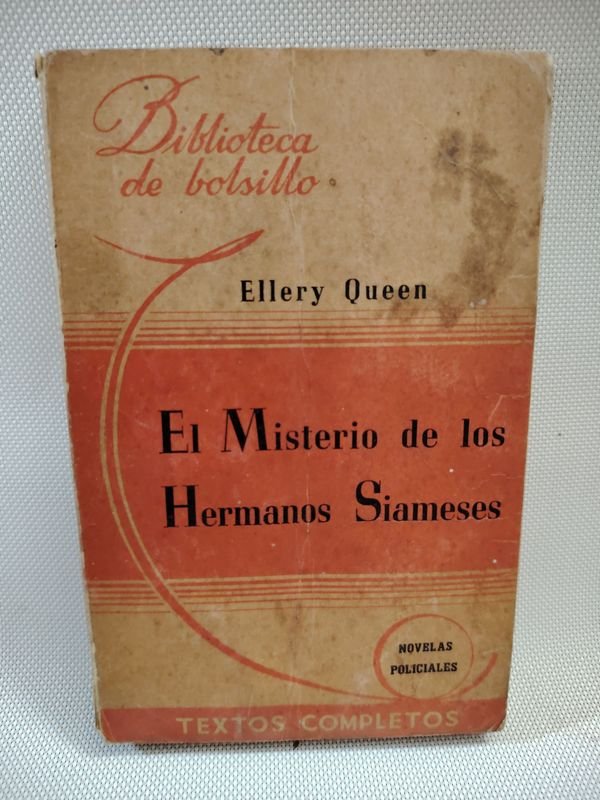 Biblioteca
de bolsillo
Ellery Queen
El Misterio de los
Hermanos Siameses
NOVELAS
POLICIALES
TEXTOS COMPLETOS